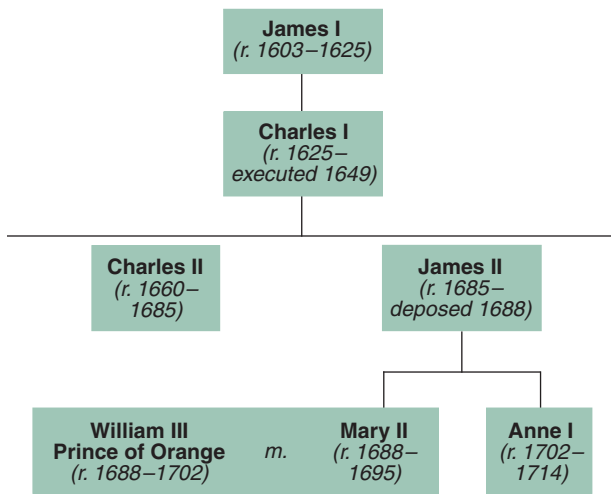 James I
(r. 1603–1625)
Charles I
(r. 1625–
executed 1649)
Charles II
(r. 1660–
1685)
James II
(r. 1685–
deposed 1688)
William III
Prince of Orange
(r. 1688–1702)
m.
Mary II
(r. 1688–
1695)
Anne I
(r. 1702–
1714)